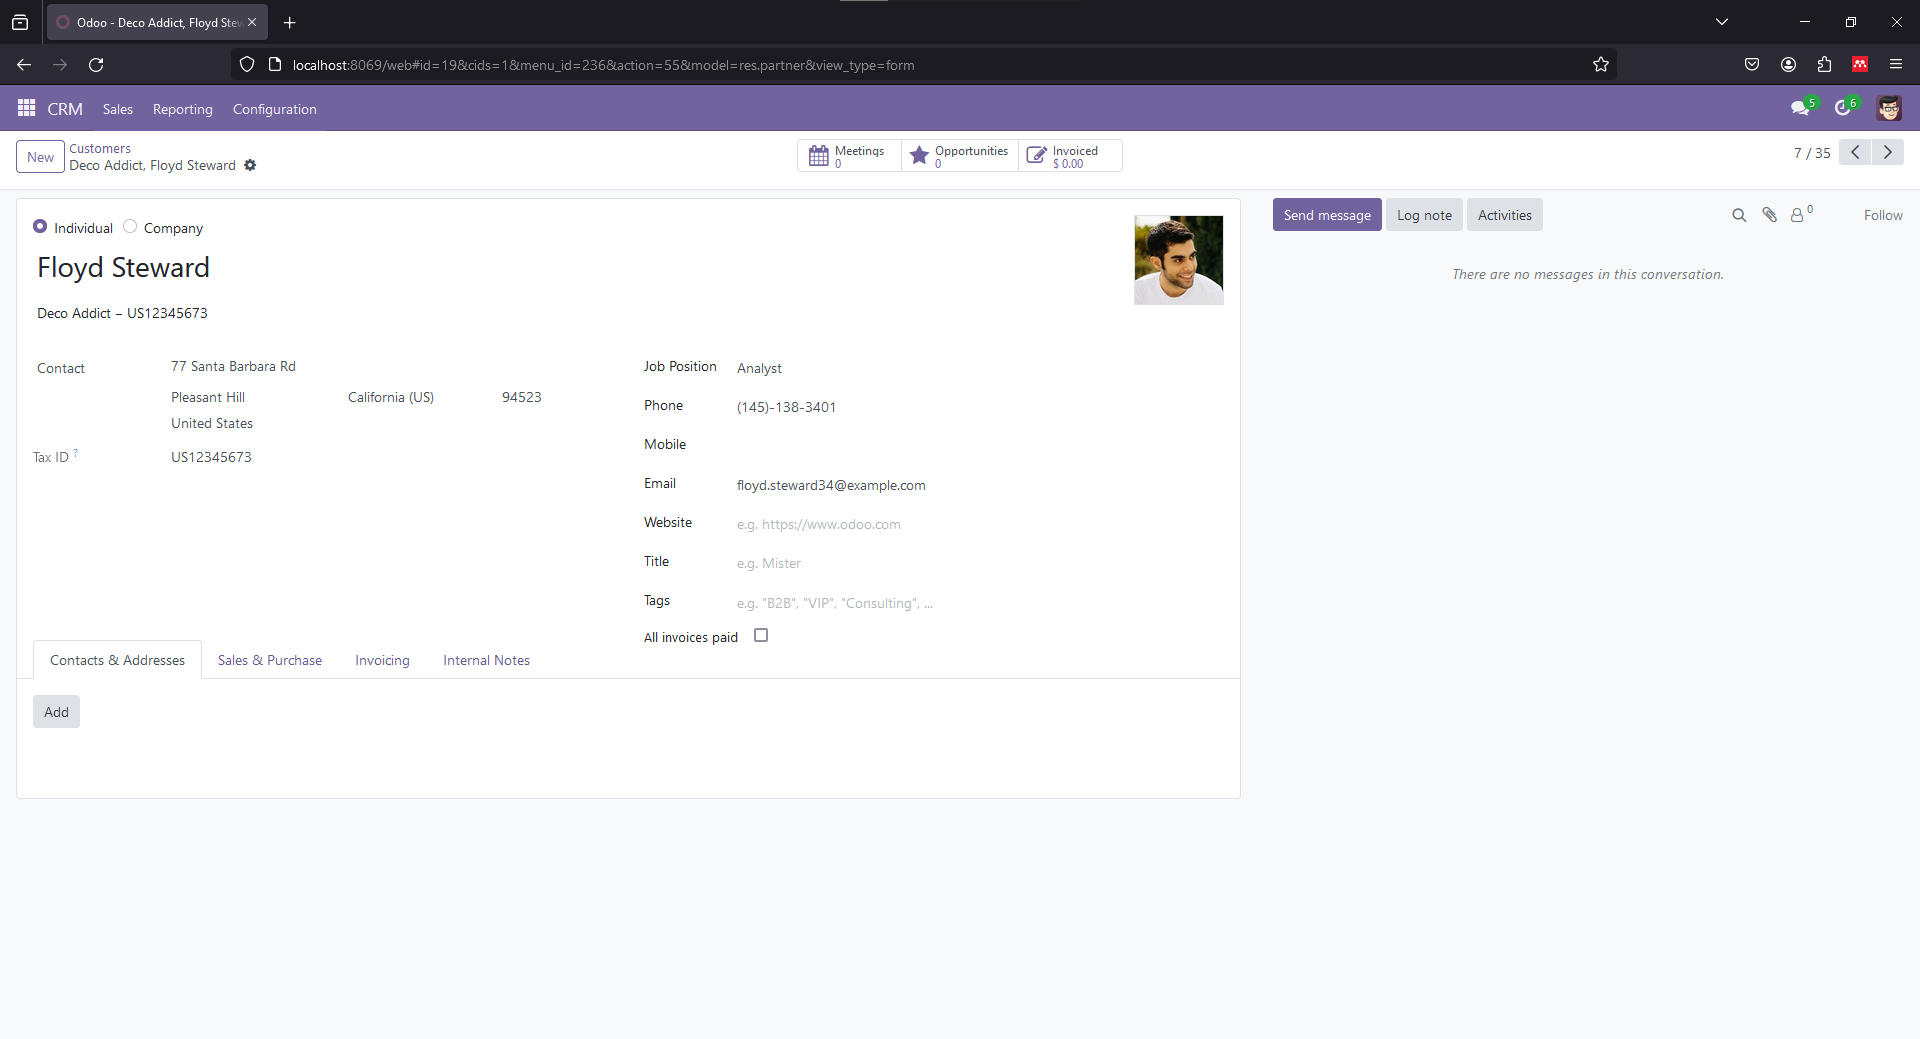 Odoo - Deco Addict, Floyd Stew
localhost:8069/web#id=19&cids=1&menu_id=236&action=55&model=res.partner&view_type=form
CRM Sales Reporting Configuration 5 6
New Customers
Deco Addict, Floyd Steward
Meetings 0
Opportunities 0
Invoiced $ 0.00
7 / 35
Individual Company
Floyd Steward
Deco Addict – US12345673
Contact 77 Santa Barbara Rd
Pleasant Hill California (US) 94523
United States
Tax ID ? US12345673
Job Position Analyst
Phone (145)-138-3401
Mobile
Email floyd.steward34@example.com
Website e.g. https://www.odoo.com
Title e.g. Mister
Tags e.g. "B2B", "VIP", "Consulting", ...
All invoices paid
Contacts & Addresses Sales & Purchase Invoicing Internal Notes
Add
Send message Log note Activities 0 Follow
There are no messages in this conversation.